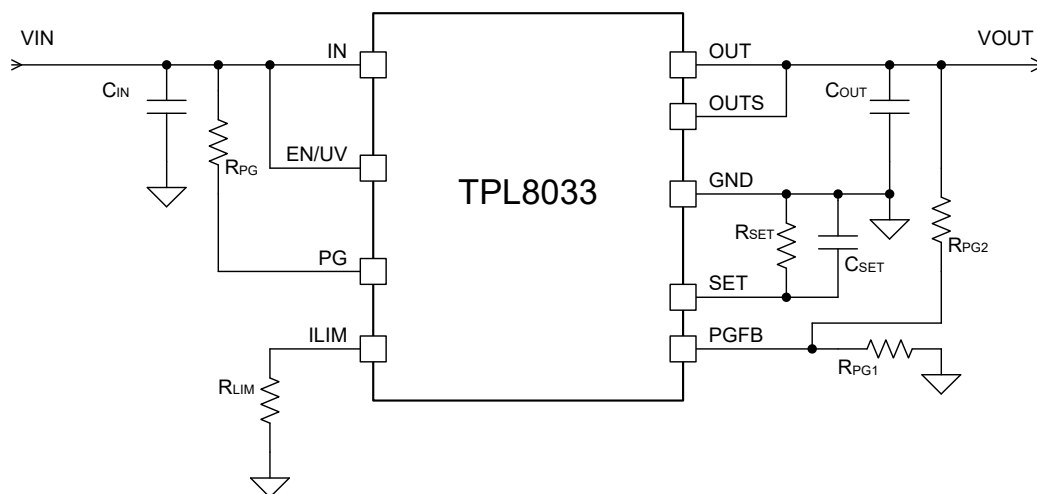 VIN
IN
OUT
VOUT
CIN
OUTS
COUT
RPG
EN/UV
TPL8033
GND
RSET
CSET
RPG2
PG
SET
ILIM
PGFB
RLIM
RPG1